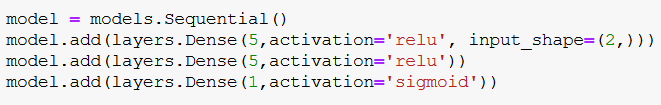 model = models.Sequential()
model.add(layers.Dense(5,activation='relu', input_shape=(2,)))
model.add(layers.Dense(5,activation='relu'))
model.add(layers.Dense(1,activation='sigmoid'))